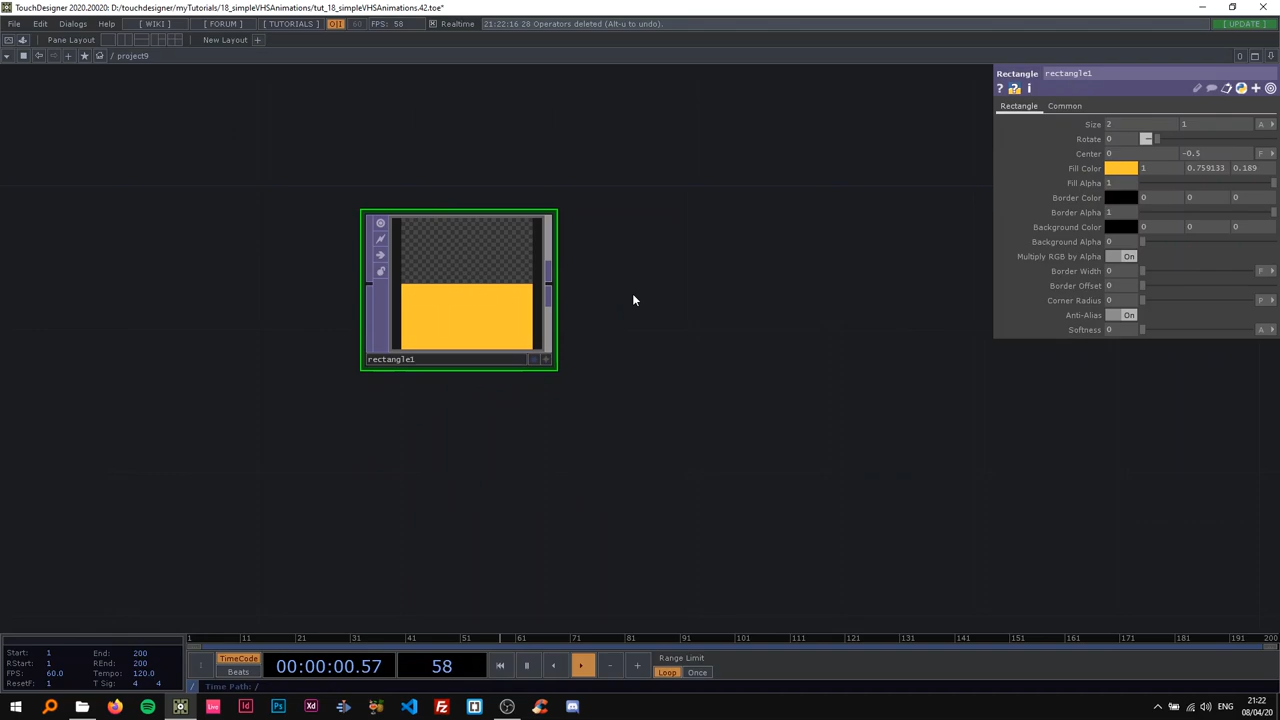 TouchDesigner 2020.20020: D:/touchdesigner/myTutorials/18_simpleVHSAnimations/tut_18_simpleVHSAnimations.42.toe*
File Edit Dialogs Help [ WIKI ] [ FORUM ] [ TUTORIALS ] O|I 60 FPS: 58 Realtime 21:22:16 28 Operators deleted (Alt-u to undo). [ UPDATE ]
Pane Layout New Layout +
/ project9 0
Rectangle rectangle1
? i
Rectangle Common
Size 2 1 A
Rotate 0
Center 0 -0.5 F
Fill Color 1 0.759133 0.189
Fill Alpha 1
Border Color 0 0 0
Border Alpha 1
Background Color 0 0 0
Background Alpha 0
Multiply RGB by Alpha On
Border Width 0 P
Border Offset 0
Corner Radius 0 P
Anti-Alias On
Softness 0 A
rectangle1
1 11 21 31 41 51 61 71 81 91 101 111 121 131 141 151 161 171 181 191 200
Start: 1 End: 200
RStart: 1 REnd: 200
FPS: 60.0 Tempo: 120.0
ResetF: 1 T Sig: 4 4
TimeCode
Beats
00:00:00.57 58
- +
Range Limit
Loop Once
/ Time Path: /
Live Id Ps Xd
ENG
21:22
08/04/20